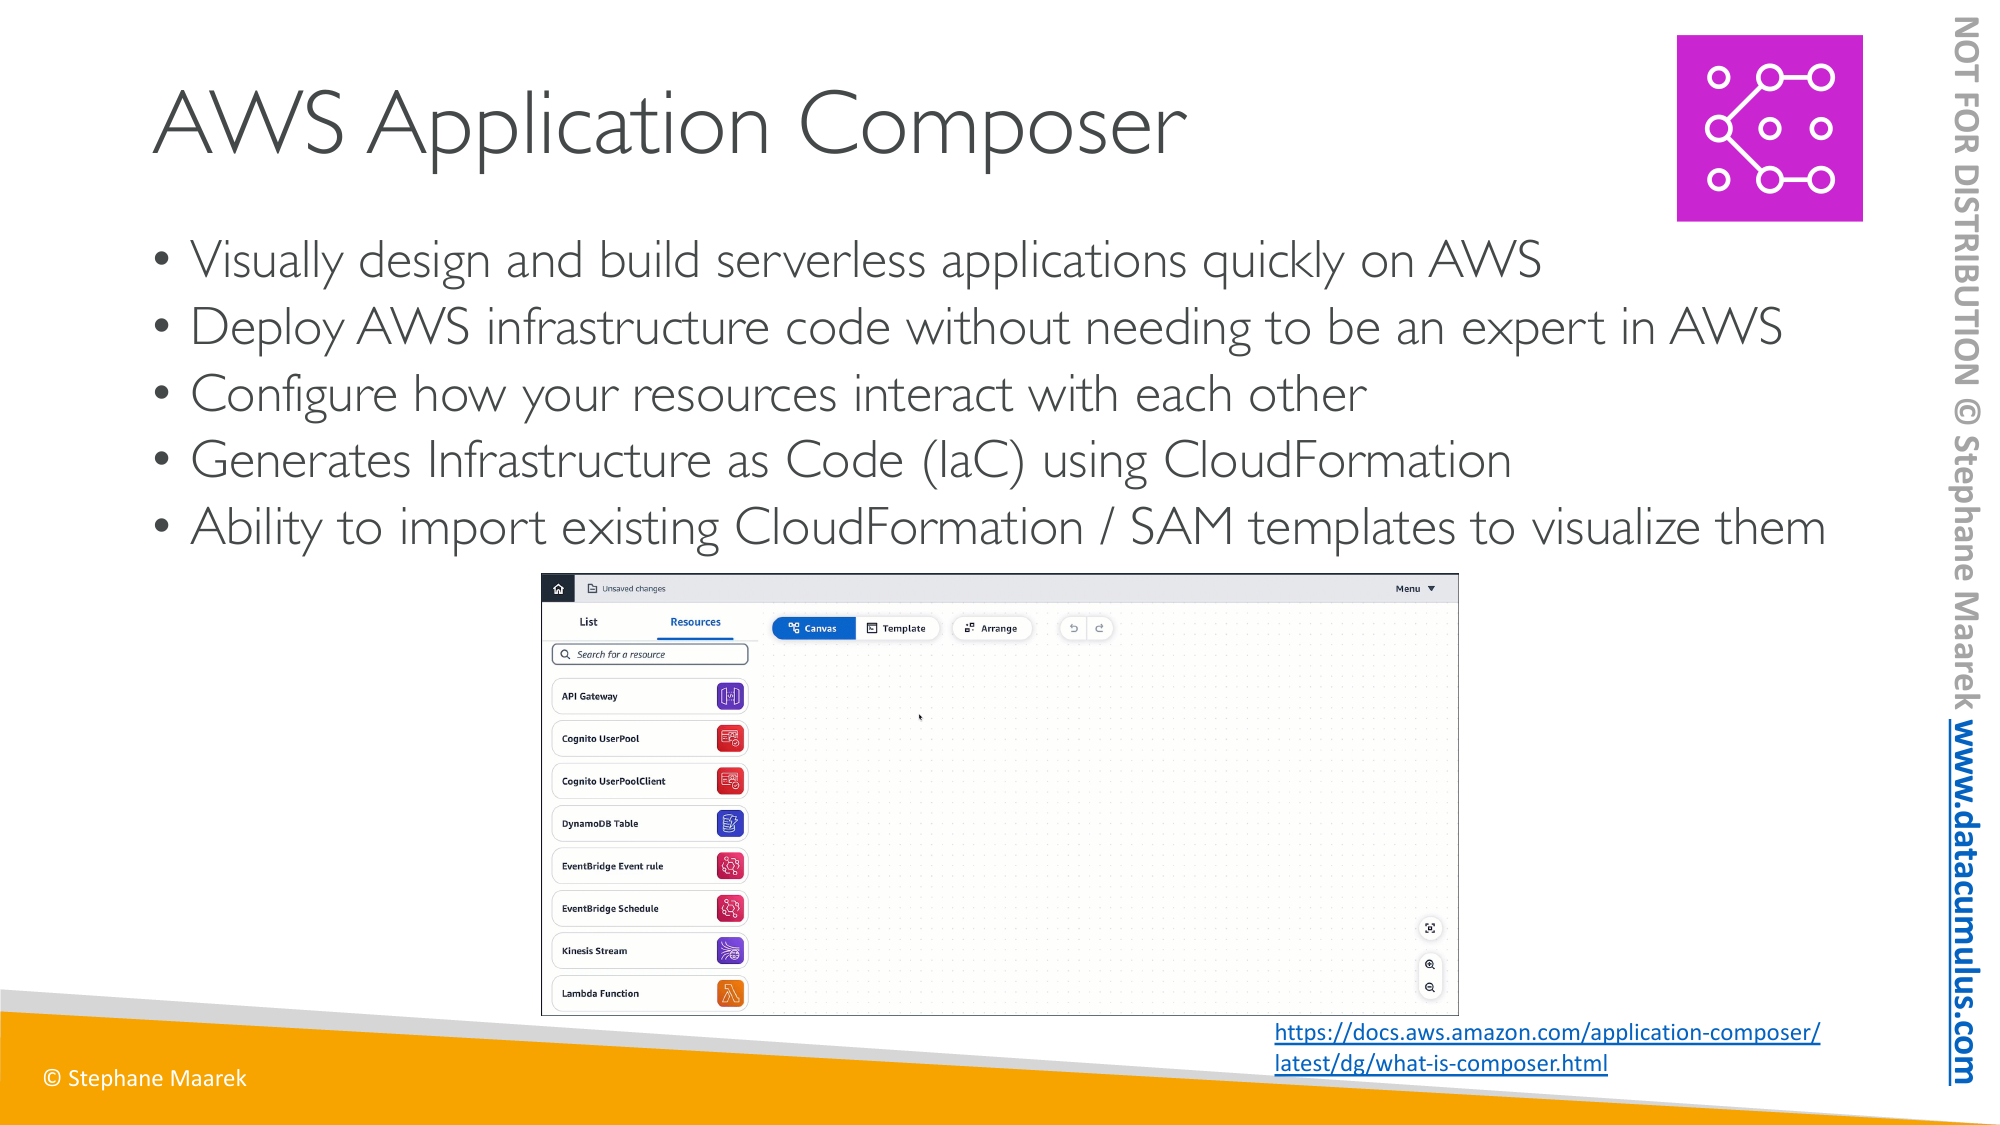 AWS Application Composer
• Visually design and build serverless applications quickly on AWS
• Deploy AWS infrastructure code without needing to be an expert in AWS
• Configure how your resources interact with each other
• Generates Infrastructure as Code (IaC) using CloudFormation
• Ability to import existing CloudFormation / SAM templates to visualize them
Unsaved changes
Menu
List
Resources
Canvas
Template
Arrange
Search for a resource
API Gateway
Cognito UserPool
Cognito UserPoolClient
DynamoDB Table
EventBridge Event rule
EventBridge Schedule
Kinesis Stream
Lambda Function
https://docs.aws.amazon.com/application-composer/
latest/dg/what-is-composer.html
© Stephane Maarek
NOT FOR DISTRIBUTION © Stephane Maarek www.datacumulus.com